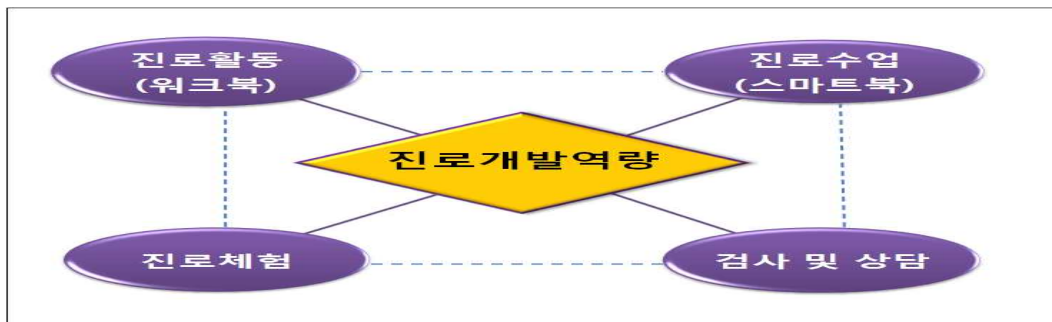 진로활동
(워크북)
진로수업
(스마트북)
진로개발역량
진로체험
검사 및 상담